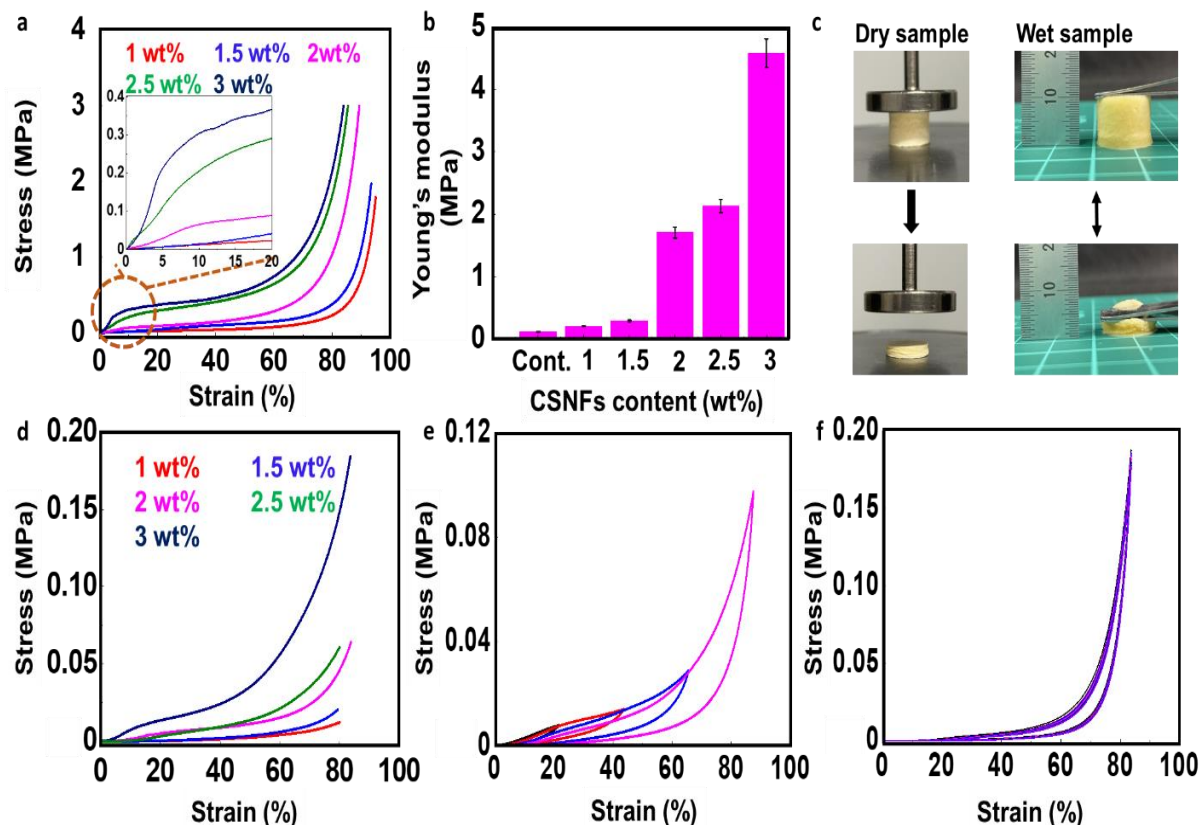 a
Stress (MPa)
4
3
2
1
0
1 wt% 1.5 wt% 2wt%
2.5 wt% 3 wt%
0.4
0.3
0.2
0.1
0
0 5 10 15 20
0 20 40 60 80 100
Strain (%)
b
Young's modulus
(MPa)
5
4
3
2
1
0
Cont. 1 1.5 2 2.5 3
CSNFs content (wt%)
c
Dry sample Wet sample
2
10
2
10
d
Stress (MPa)
0.20
0.15
0.10
0.05
0
1 wt% 1.5 wt%
2 wt% 2.5 wt%
3 wt%
0 20 40 60 80 100
Strain (%)
e
Stress (MPa)
0.12
0.08
0.04
0
0 20 40 60 80 100
Strain (%)
f
Stress (MPa)
0.20
0.15
0.10
0.05
0
0 20 40 60 80 100
Strain (%)